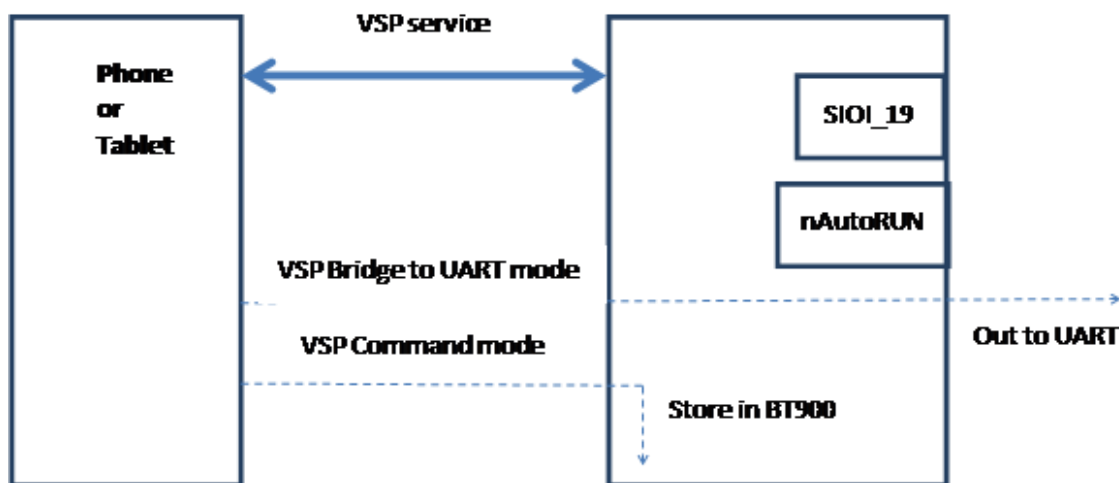 VSP service
Phone
or
Tablet
SIOI_19
nAutoRUN
VSP Bridge to UART mode
Out to UART
VSP Command mode
Store in BT900